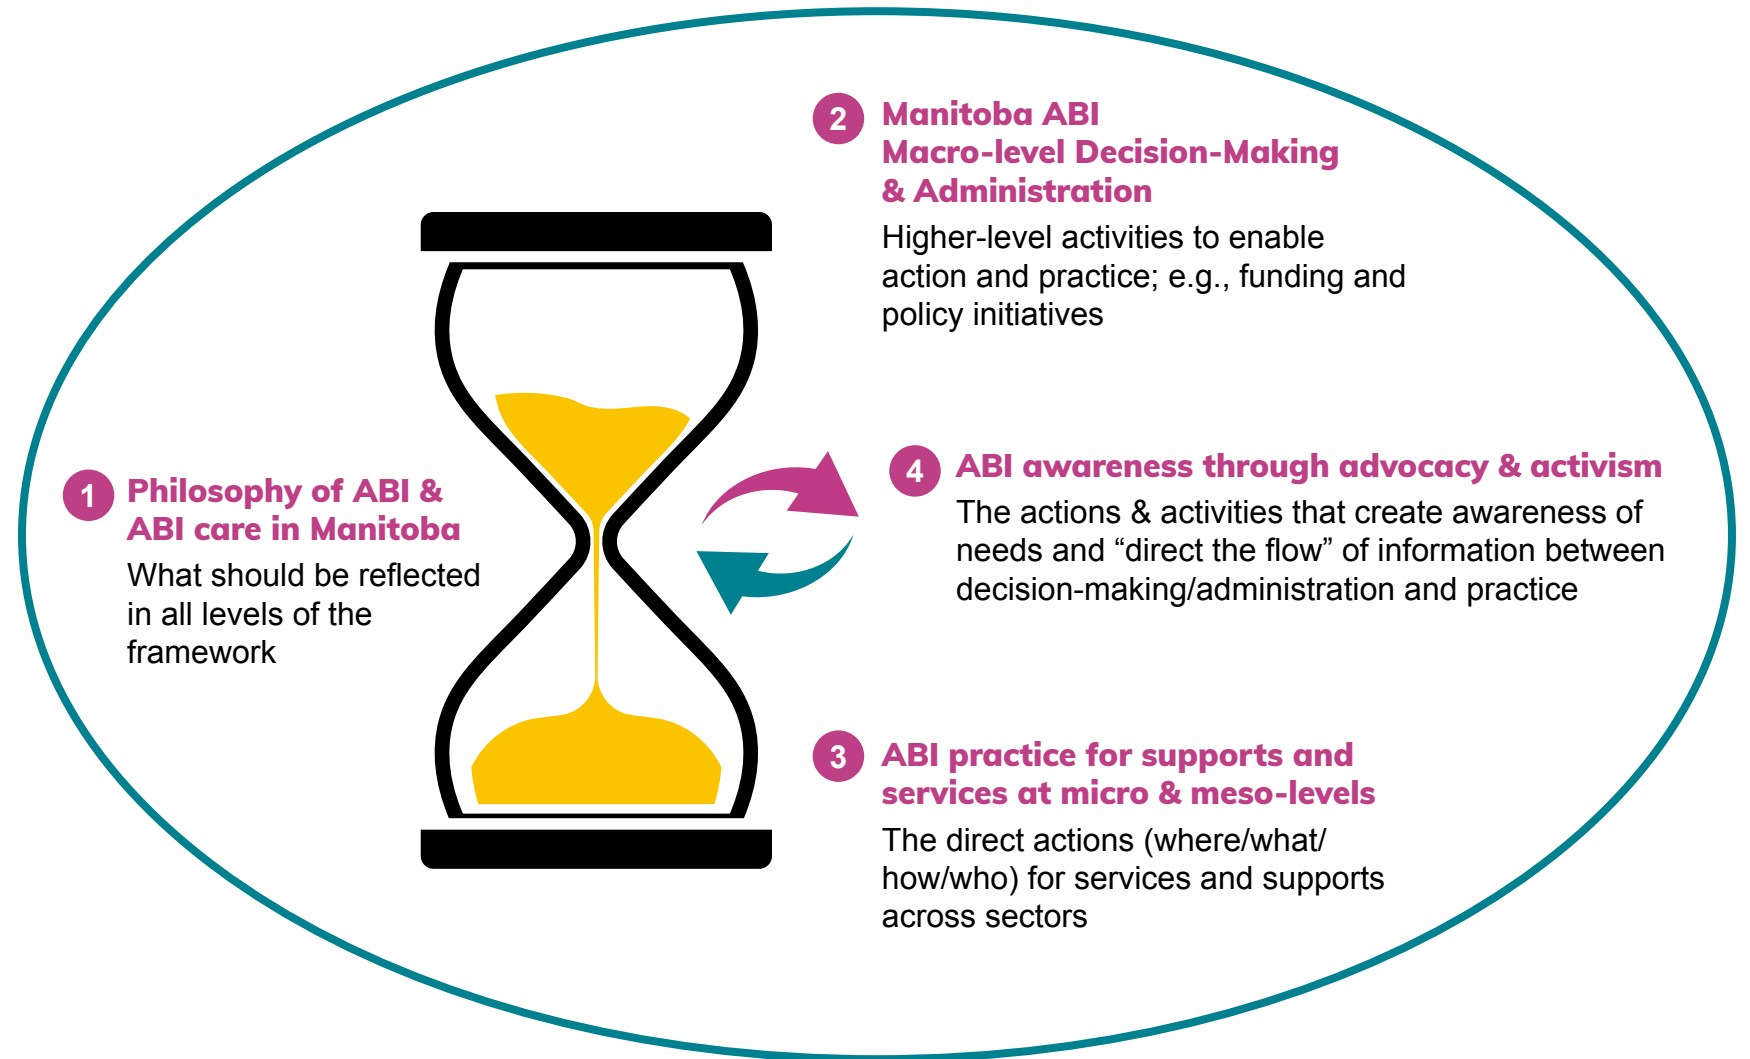 1
Philosophy of ABI &
ABI care in Manitoba
What should be reflected
in all levels of the
framework
2
Manitoba ABI
Macro-level Decision-Making
& Administration
Higher-level activities to enable
action and practice; e.g., funding and
policy initiatives
4
ABI awareness through advocacy & activism
The actions & activities that create awareness of
needs and “direct the flow” of information between
decision-making/administration and practice
3
ABI practice for supports and
services at micro & meso-levels
The direct actions (where/what/
how/who) for services and supports
across sectors